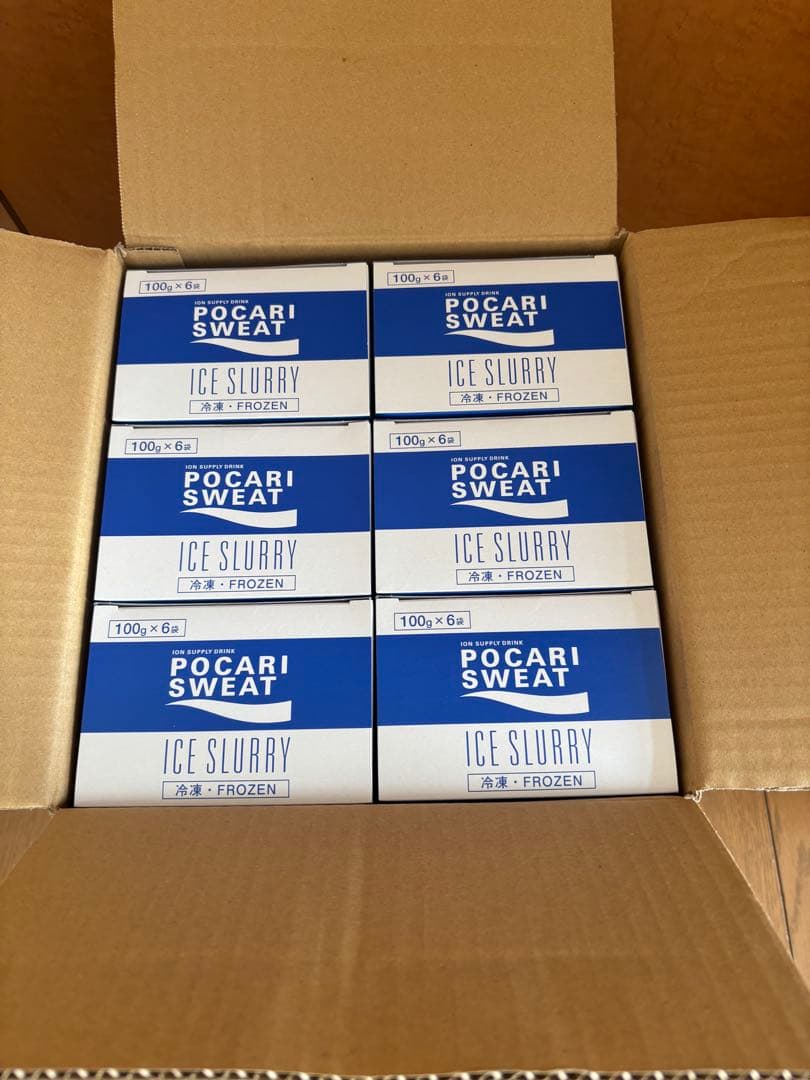 100g×6袋
ION SUPPLY DRINK
POCARI
SWEAT
ICE SLURRY
冷凍・FROZEN
100g×6袋
ION SUPPLY DRINK
POCARI
SWEAT
ICE SLURRY
冷凍・FROZEN
100g×6袋
ION SUPPLY DRINK
POCARI
SWEAT
ICE SLURRY
冷凍・FROZEN
100g×6袋
ION SUPPLY DRINK
POCARI
SWEAT
ICE SLURRY
冷凍・FROZEN
100g×6袋
ION SUPPLY DRINK
POCARI
SWEAT
ICE SLURRY
冷凍・FROZEN
100g×6袋
ION SUPPLY DRINK
POCARI
SWEAT
ICE SLURRY
冷凍・FROZEN